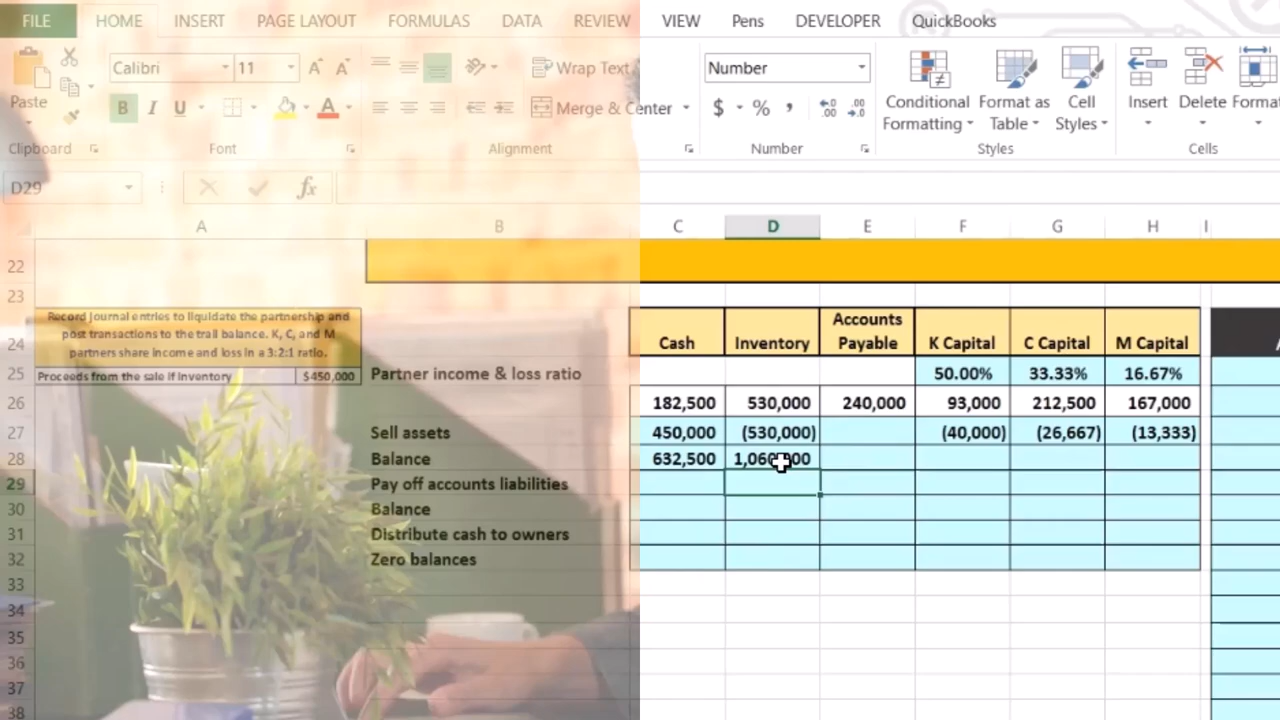 FILE HOME INSERT PAGE LAYOUT FORMULAS DATA REVIEW VIEW Pens DEVELOPER QuickBooks
Calibri 11 Wrap Text Number
Paste B I U Merge & Center $ % , Conditional Formatting Format as Table Cell Styles Insert Delete Format
Clipboard Font Alignment Number Styles Cells
D29 fx
A B C D E F G H I
22
23
Record journal entries to liquidate the partnership and
post transactions to the trail balance. K, C, and M
partners share income and loss in a 3:2:1 ratio.
24 Cash Inventory Accounts Payable K Capital C Capital M Capital
25 Proceeds from the sale if inventory $450,000 Partner income & loss ratio 50.00% 33.33% 16.67%
26 182,500 530,000 240,000 93,000 212,500 167,000
27 Sell assets 450,000 (530,000) (40,000) (26,667) (13,333)
28 Balance 632,500
29 Pay off accounts liabilities
30 Balance
31 Distribute cash to owners
32 Zero balances
33
34
35
36
37
38